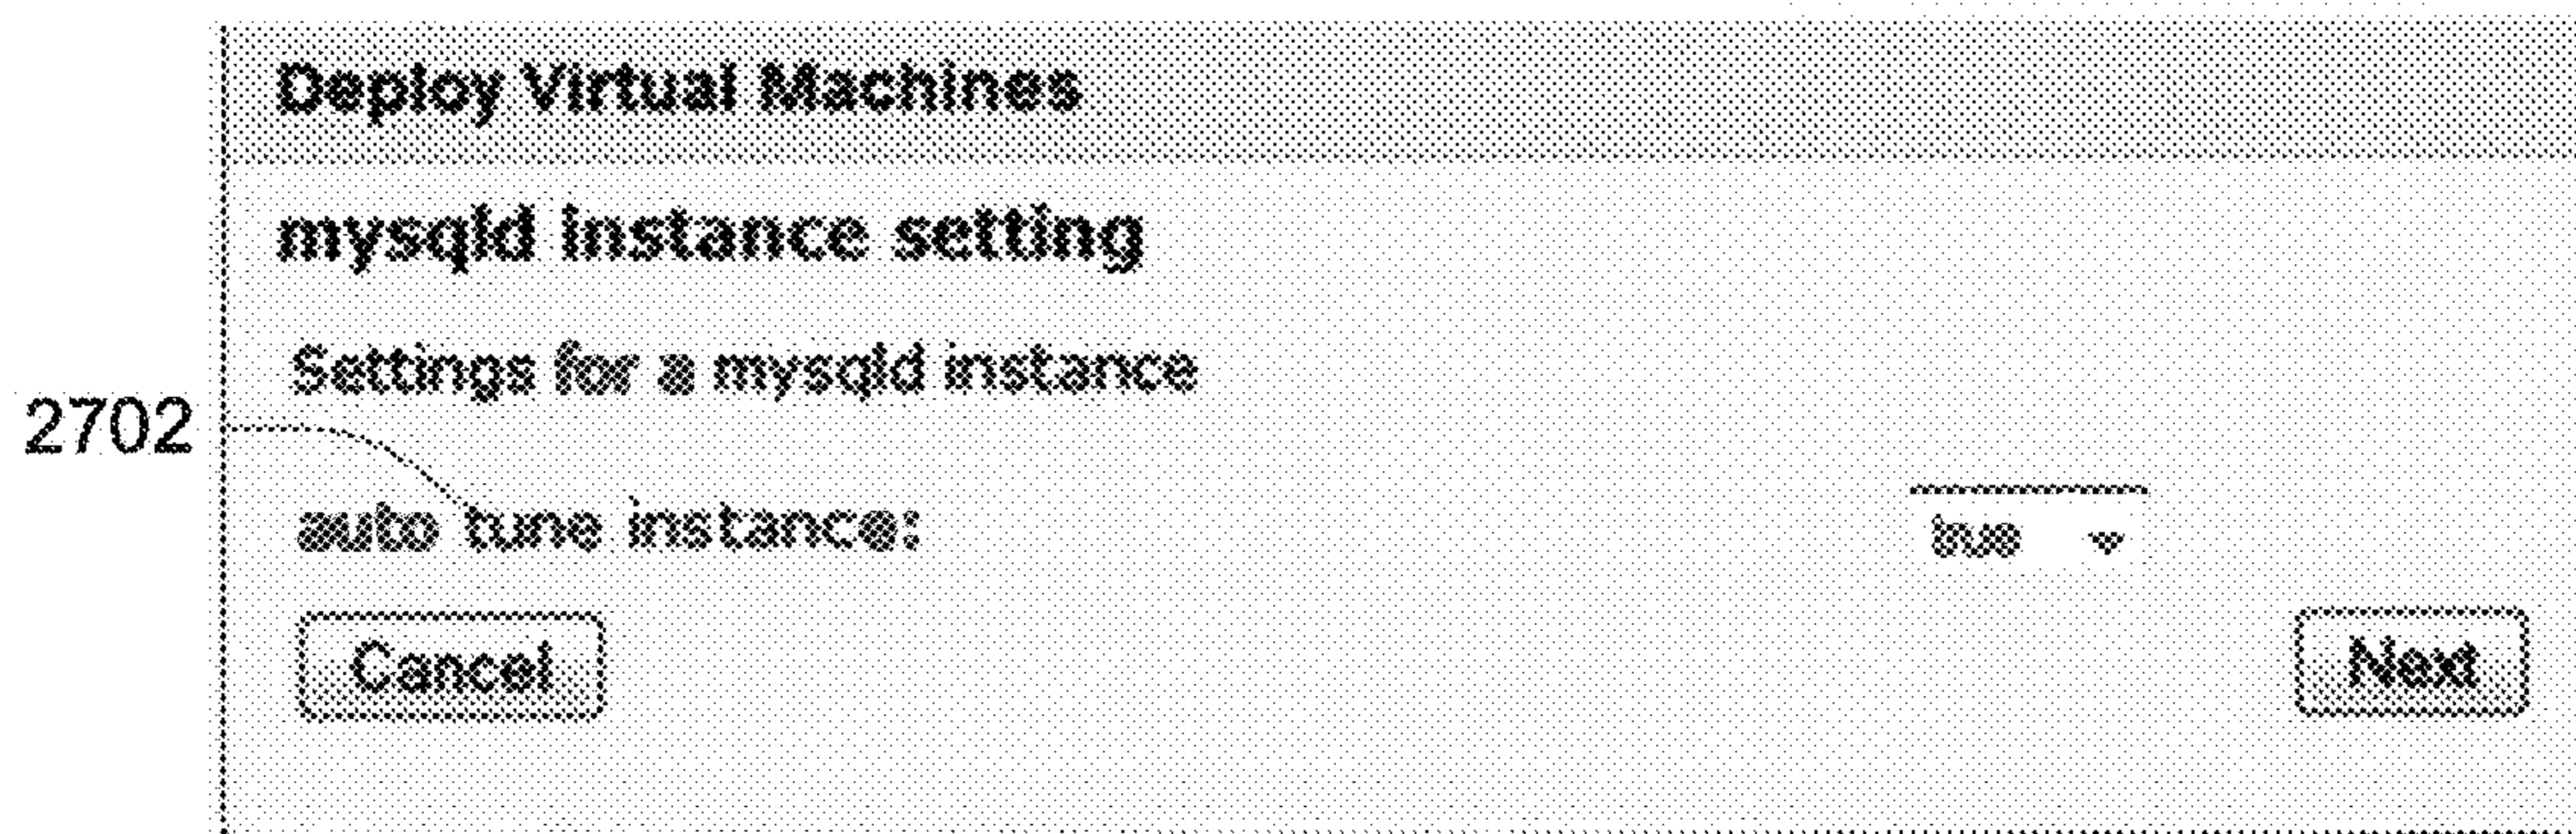 Deploy Virtual Machines
mysqld instance setting
Settings for a mysqld instance
2702
auto tune instance: true
Cancel Next